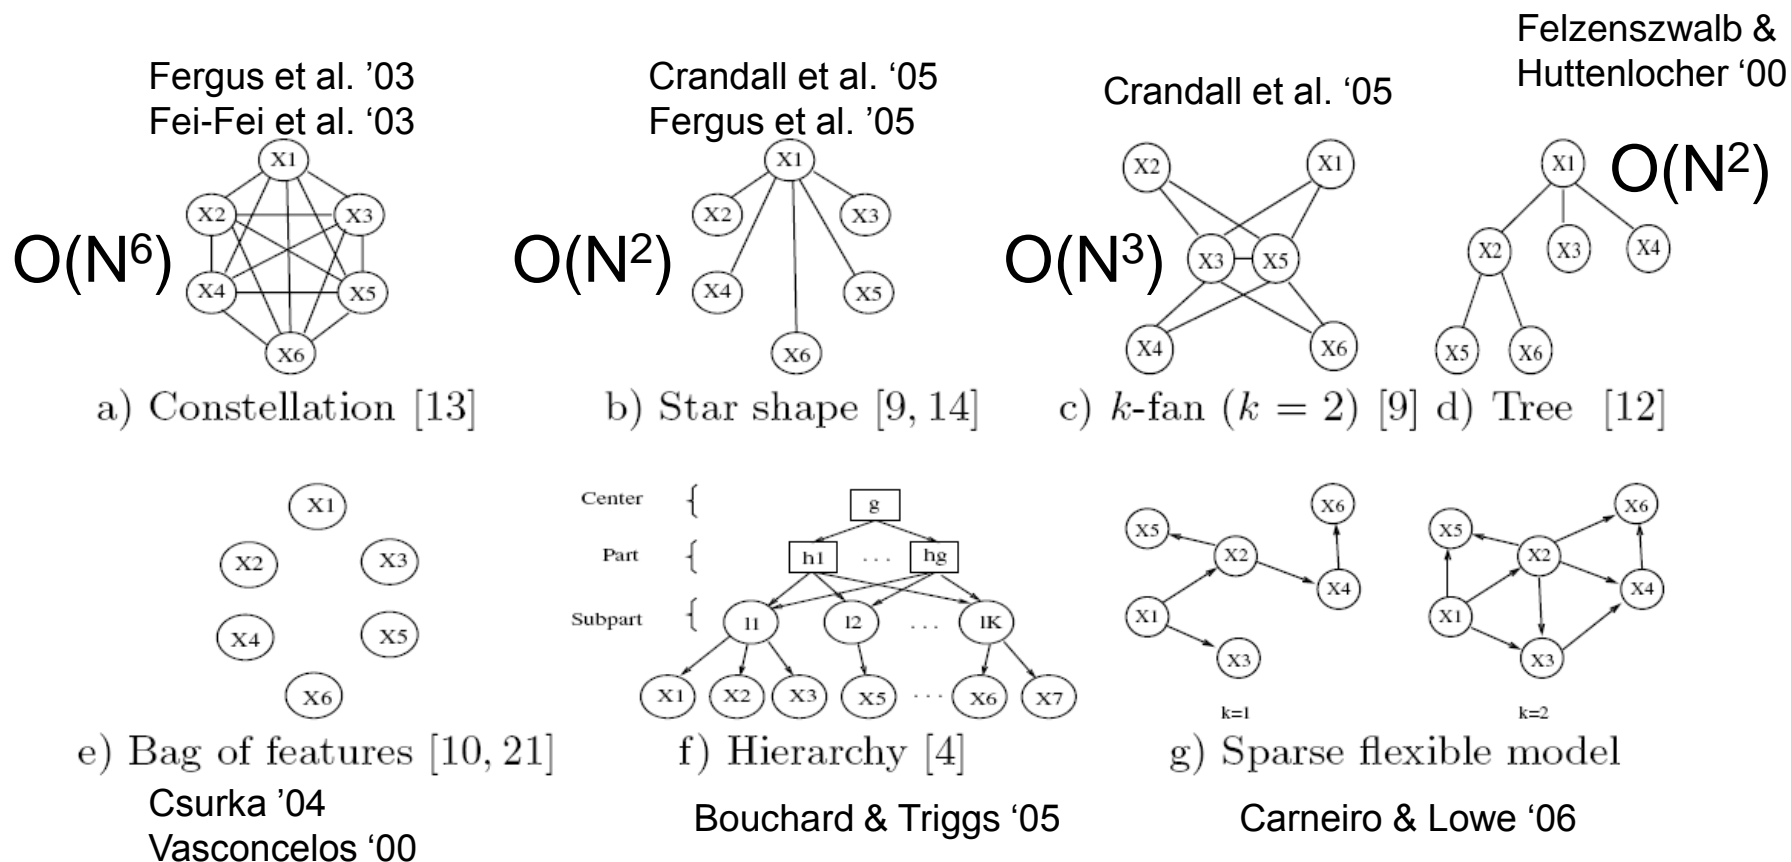 Fergus et al. ’03
Fei-Fei et al. ‘03
O(N6)
X1
X2 X3
X4 X5
X6
a) Constellation [13]
Crandall et al. ‘05
Fergus et al. ’05
O(N2)
X1
X2 X3
X4 X5
X6
b) Star shape [9, 14]
Crandall et al. ‘05
O(N3)
X2 X1
X3 X5
X4 X6
c) k-fan (k = 2) [9]
Felzenszwalb &
Huttenlocher ‘00
O(N2)
X1
X2 X3 X4
X5 X6
d) Tree [12]
X1
X2 X3
X4 X5
X6
e) Bag of features [10, 21]
Csurka ’04
Vasconcelos ‘00
Center { g
Part { h1 . . . hg
Subpart { l1 l2 . . . lK
X1 X2 X3 X5 . . . X6 X7
f) Hierarchy [4]
Bouchard & Triggs ‘05
X6
X5
X2
X4
X1
X3
k=1
X6
X5
X2
X4
X1
X3
k=2
g) Sparse flexible model
Carneiro & Lowe ‘06